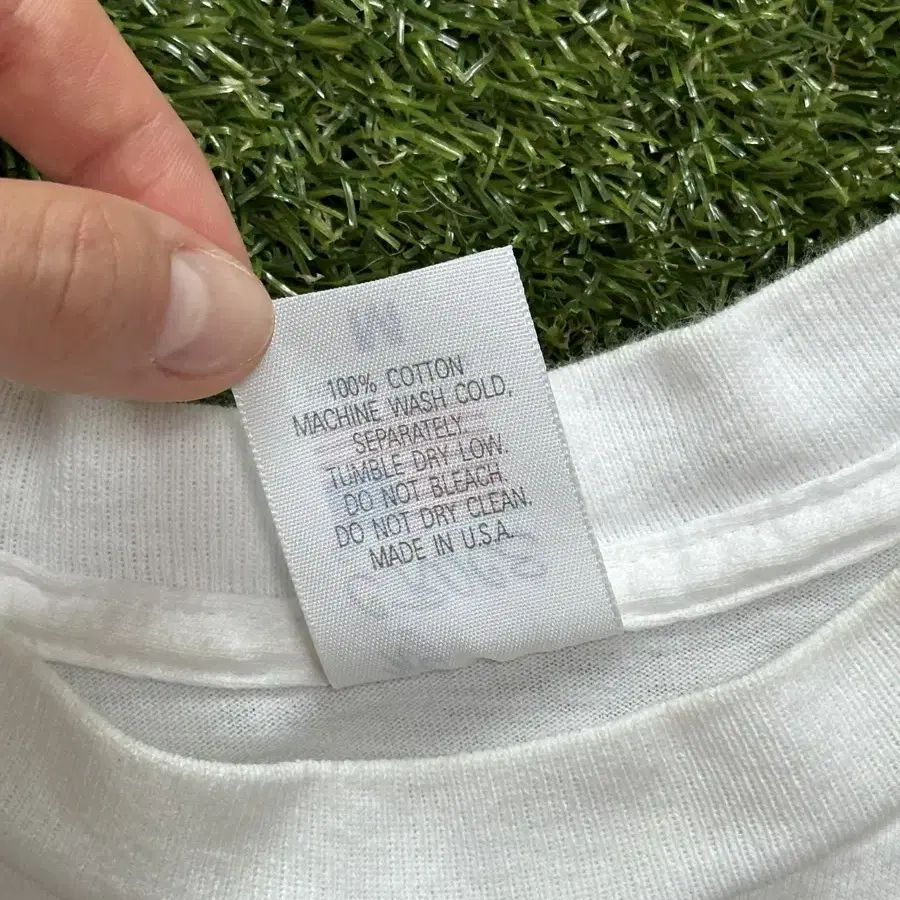 100% COTTON
MACHINE WASH COLD,
SEPARATELY.
TUMBLE DRY LOW.
DO NOT BLEACH.
DO NOT DRY CLEAN.
MADE IN U.S.A.